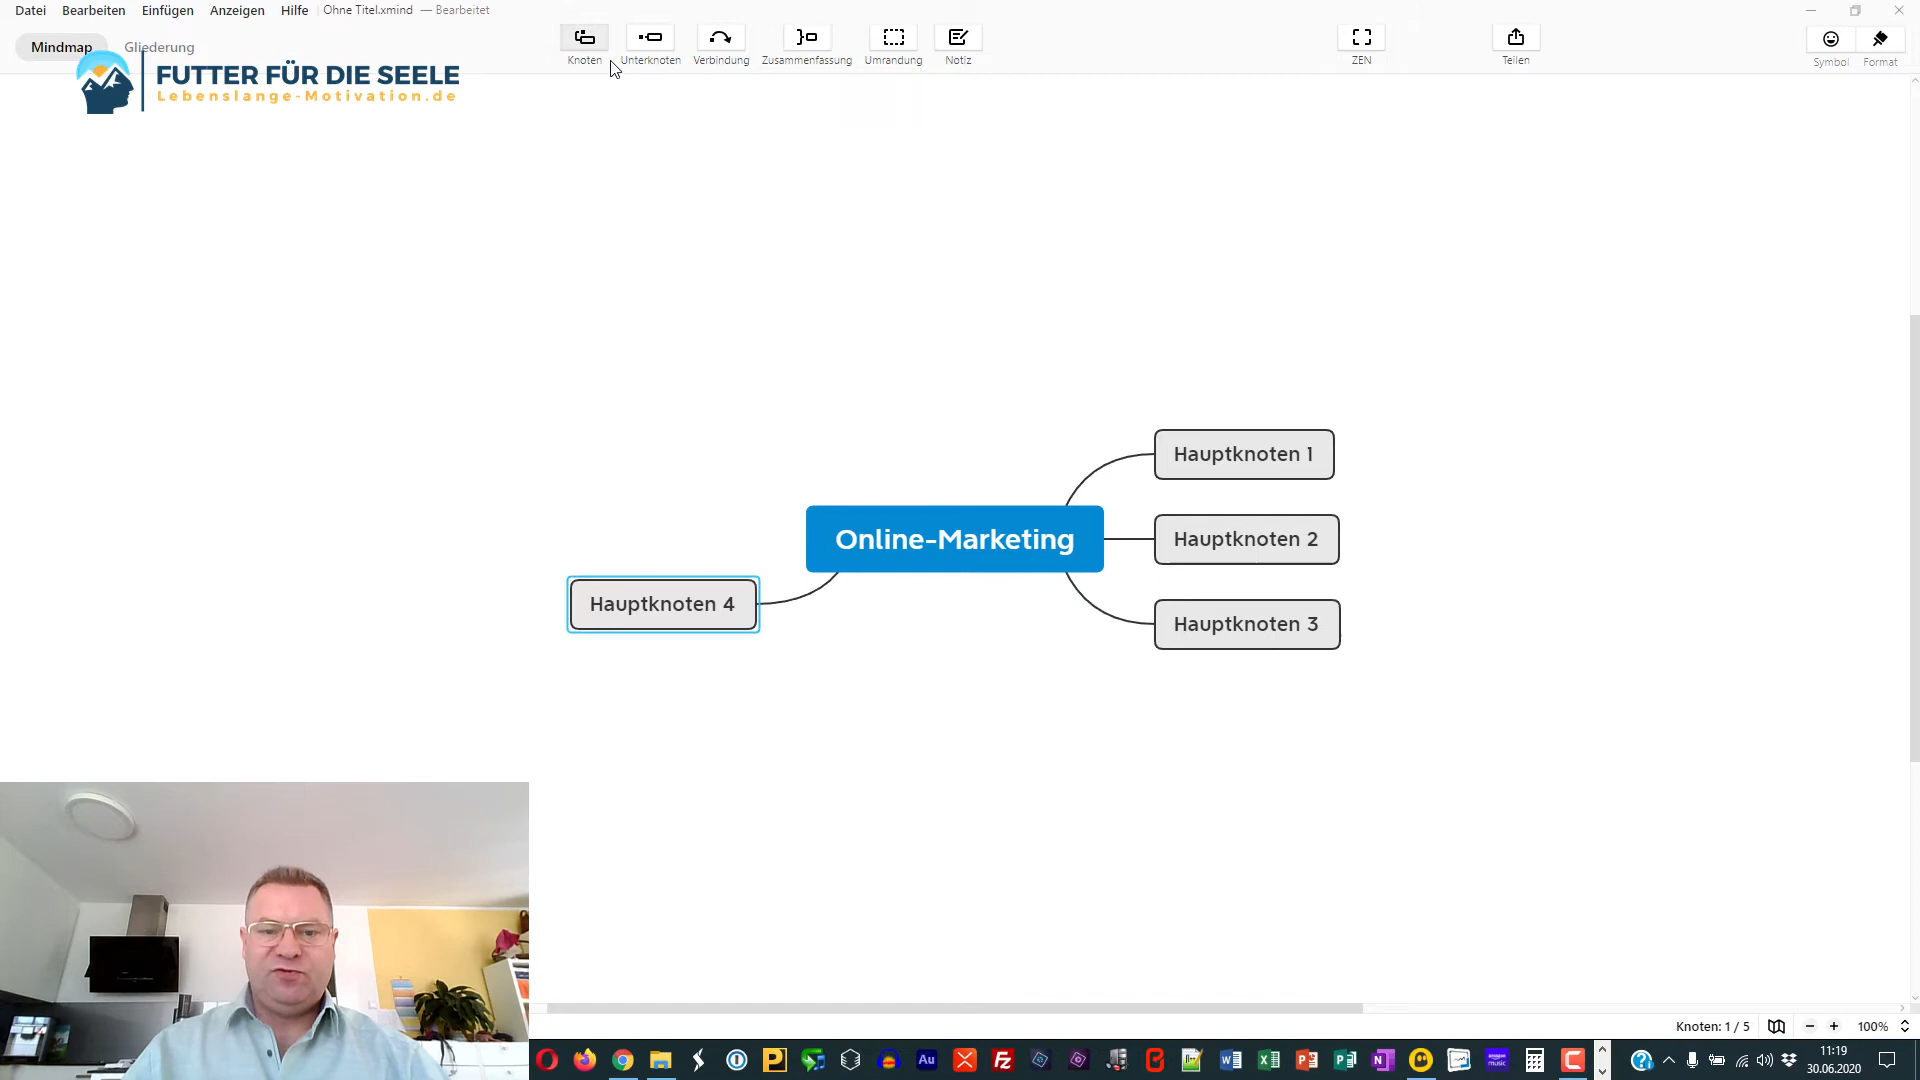 Datei Bearbeiten Einfügen Anzeigen Hilfe Ohne Titel.xmind — Bearbeitet
Mindmap Gliederung
Knoten Unterknoten Verbindung Zusammenfassung Umrandung Notiz ZEN Teilen Symbol Format
FUTTER FÜR DIE SEELE
Lebenslange-Motivation.de
Hauptknoten 1
Online-Marketing
Hauptknoten 2
Hauptknoten 4
Hauptknoten 3
Knoten: 1 / 5 100%
Au
11:19
30.06.2020